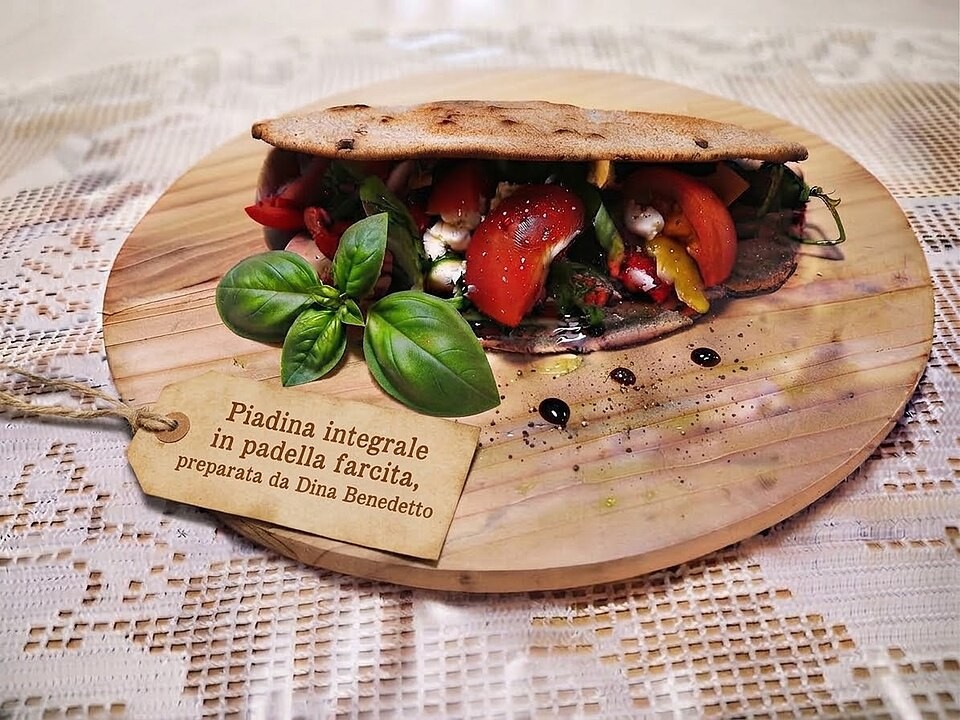 Piadina integrale
in padella farcita,
preparata da Dina Benedetto